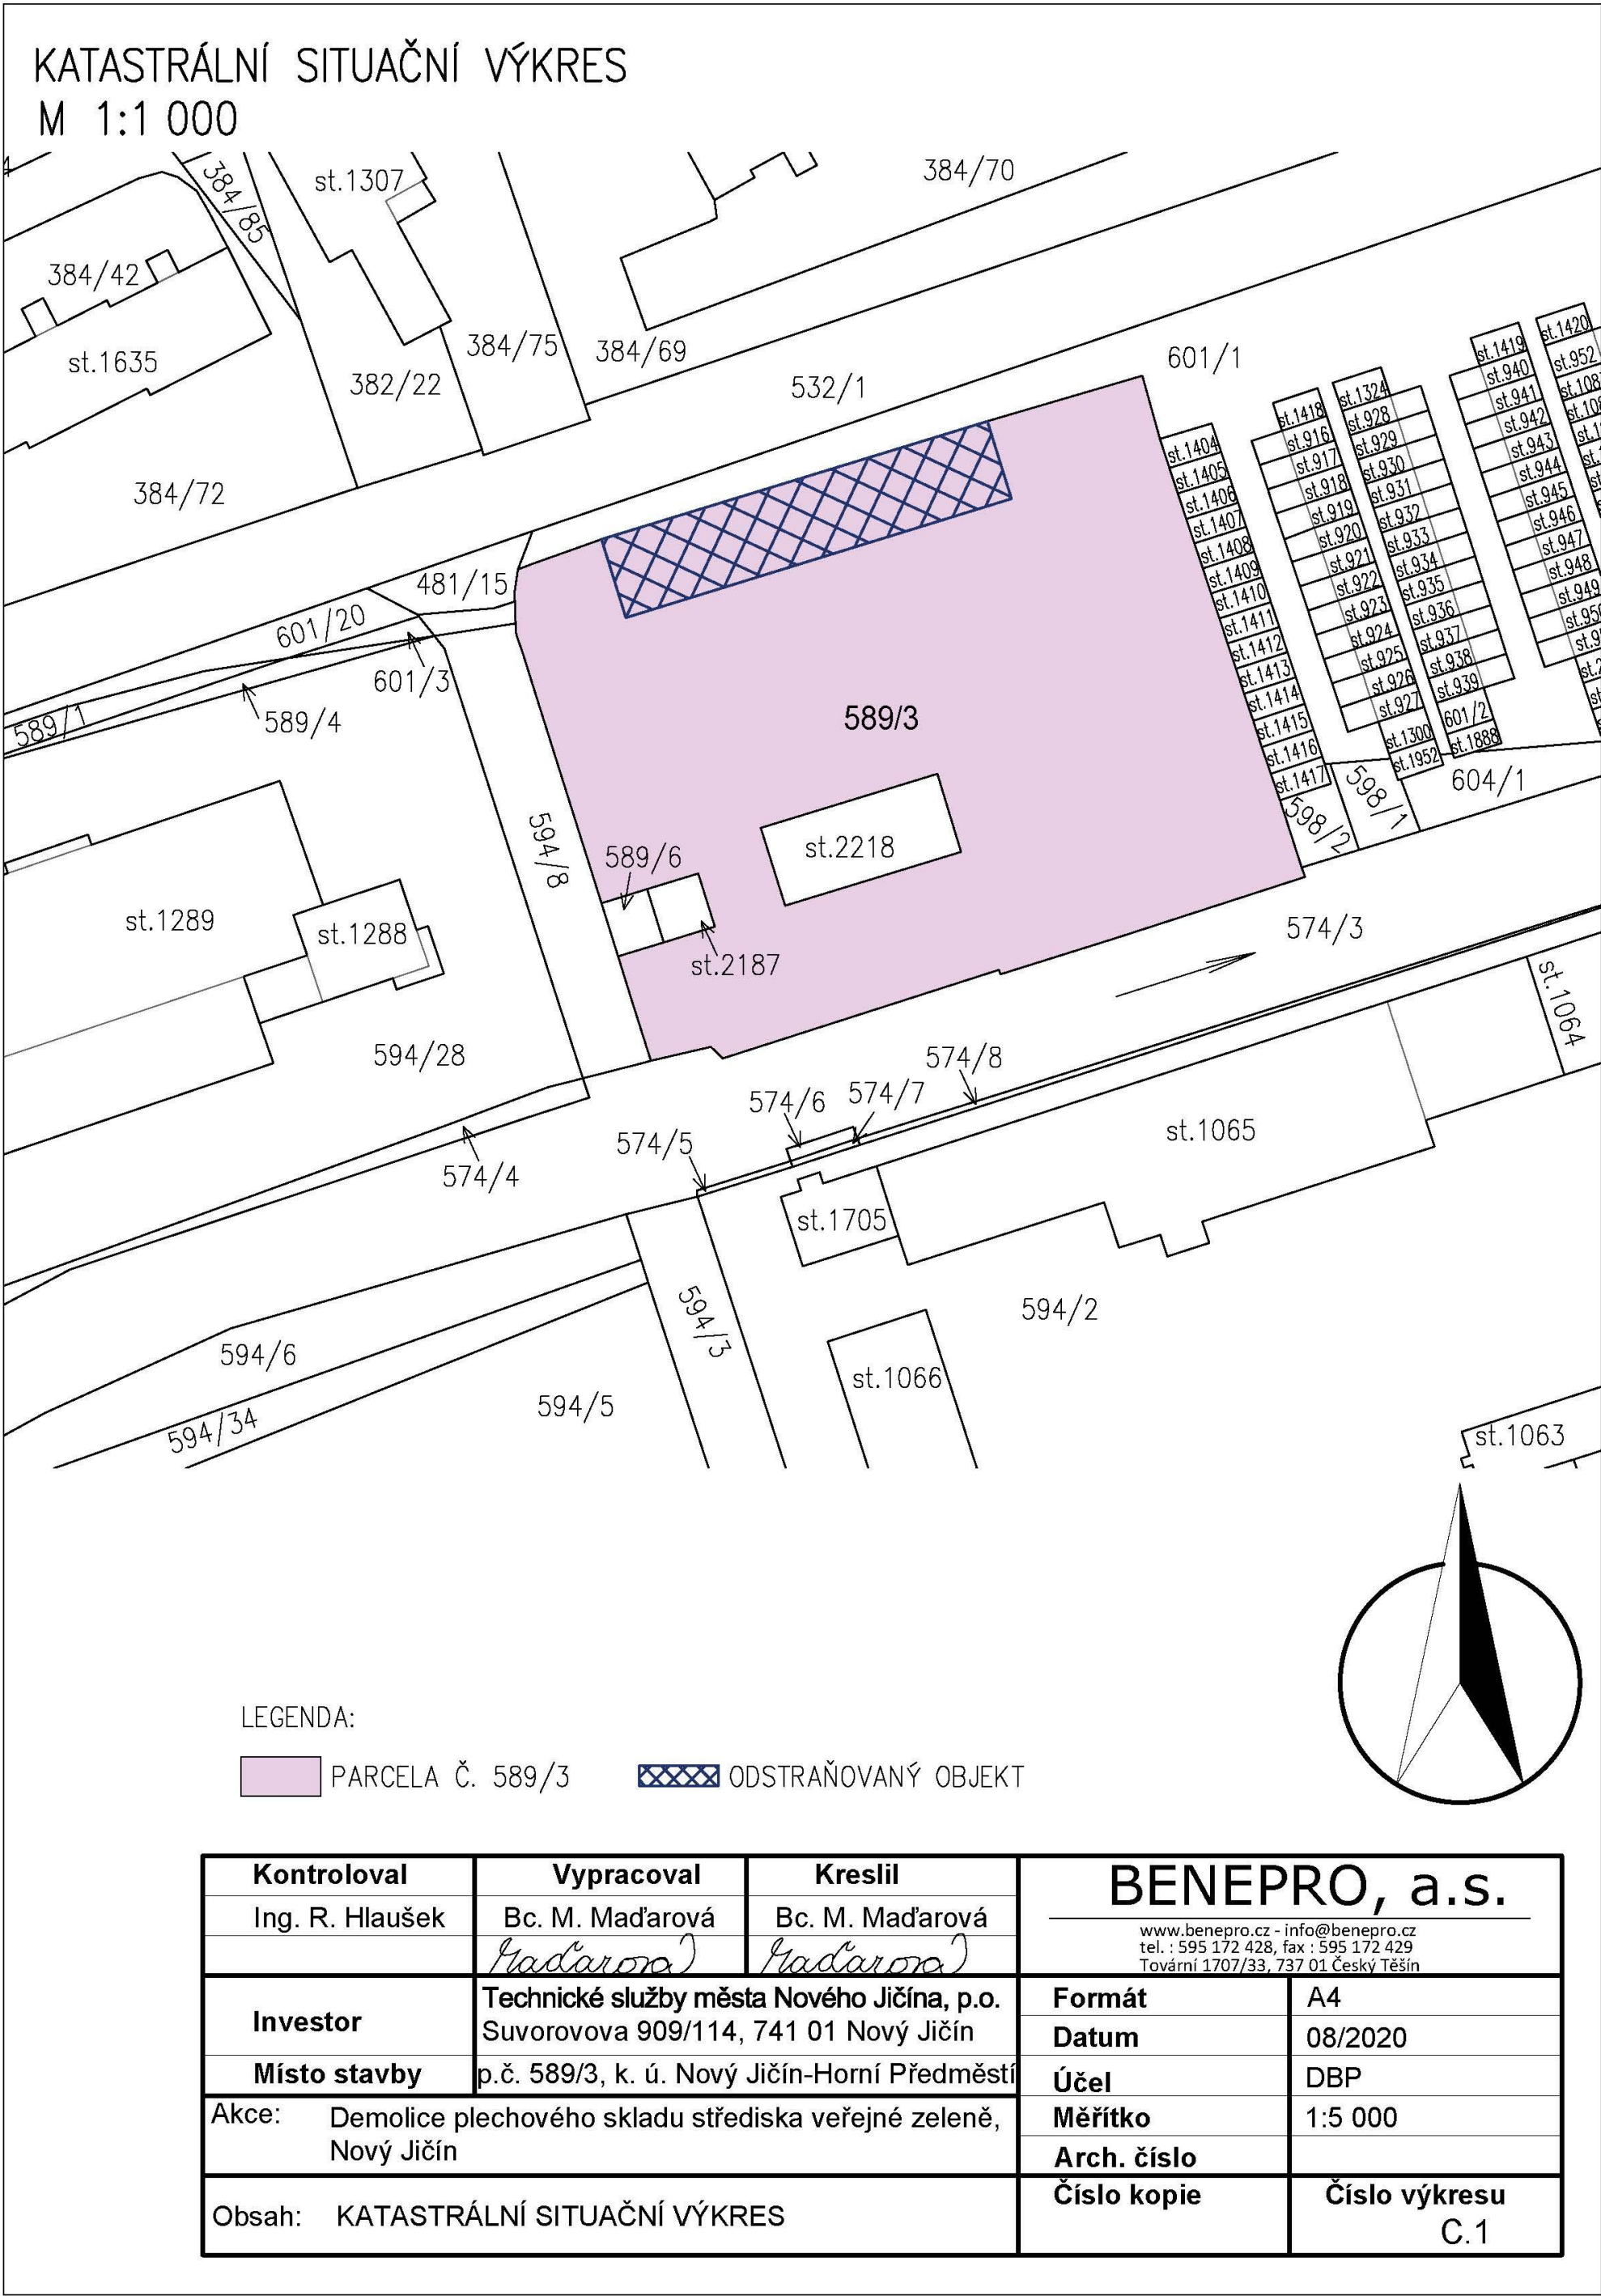 KATASTRÁLNÍ SITUAČNÍ VÝKRES
M 1:1 000
384/85
st.1307
384/70
384/42
st.1635
384/75
384/69
382/22
532/1
601/1
384/72
481/15
601/20
601/3
589/4
589/1
594/8
589/3
st.2218
589/6
st.2187
st.1289
st.1288
594/28
st.1404
st.1405
st.1406
st.1407
st.1408
st.1409
st.1410
st.1411
st.1412
st.1413
st.1414
st.1415
st.1416
st.1417
st.1418
st.916
st.917
st.918
st.919
st.920
st.921
st.922
st.923
st.924
st.925
st.926
st.927
st.1300
st.1952
st.1324
st.928
st.929
st.930
st.931
st.932
st.933
st.934
st.935
st.936
st.937
st.938
st.939
601/2
st.1888
st.1419
st.940
st.941
st.942
st.943
st.944
st.945
st.946
st.947
st.948
st.949
st.1420
st.952
598/2
598/1
604/1
574/3
st.1064
574/8
574/7
574/6
574/5
574/4
st.1065
st.1705
594/2
594/3
594/6
594/34
594/5
st.1066
st.1063
LEGENDA:
PARCELA Č. 589/3
ODSTRAŇOVANÝ OBJEKT
Kontroloval Vypracoval Kreslil
Ing. R. Hlaušek Bc. M. Maďarová Bc. M. Maďarová
Maďarová Maďarová
BENEPRO, a.s.
www.benepro.cz - info@benepro.cz
tel. : 595 172 428, fax : 595 172 429
Tovární 1707/33, 737 01 Český Těšín
Investor
Technické služby města Nového Jičína, p.o.
Suvorovova 909/114, 741 01 Nový Jičín
Místo stavby p.č. 589/3, k. ú. Nový Jičín-Horní Předměstí
Akce: Demolice plechového skladu střediska veřejné zeleně,
Nový Jičín
Obsah: KATASTRÁLNÍ SITUAČNÍ VÝKRES
Formát A4
Datum 08/2020
Účel DBP
Měřítko 1:5 000
Arch. číslo
Číslo kopie Číslo výkresu
C.1